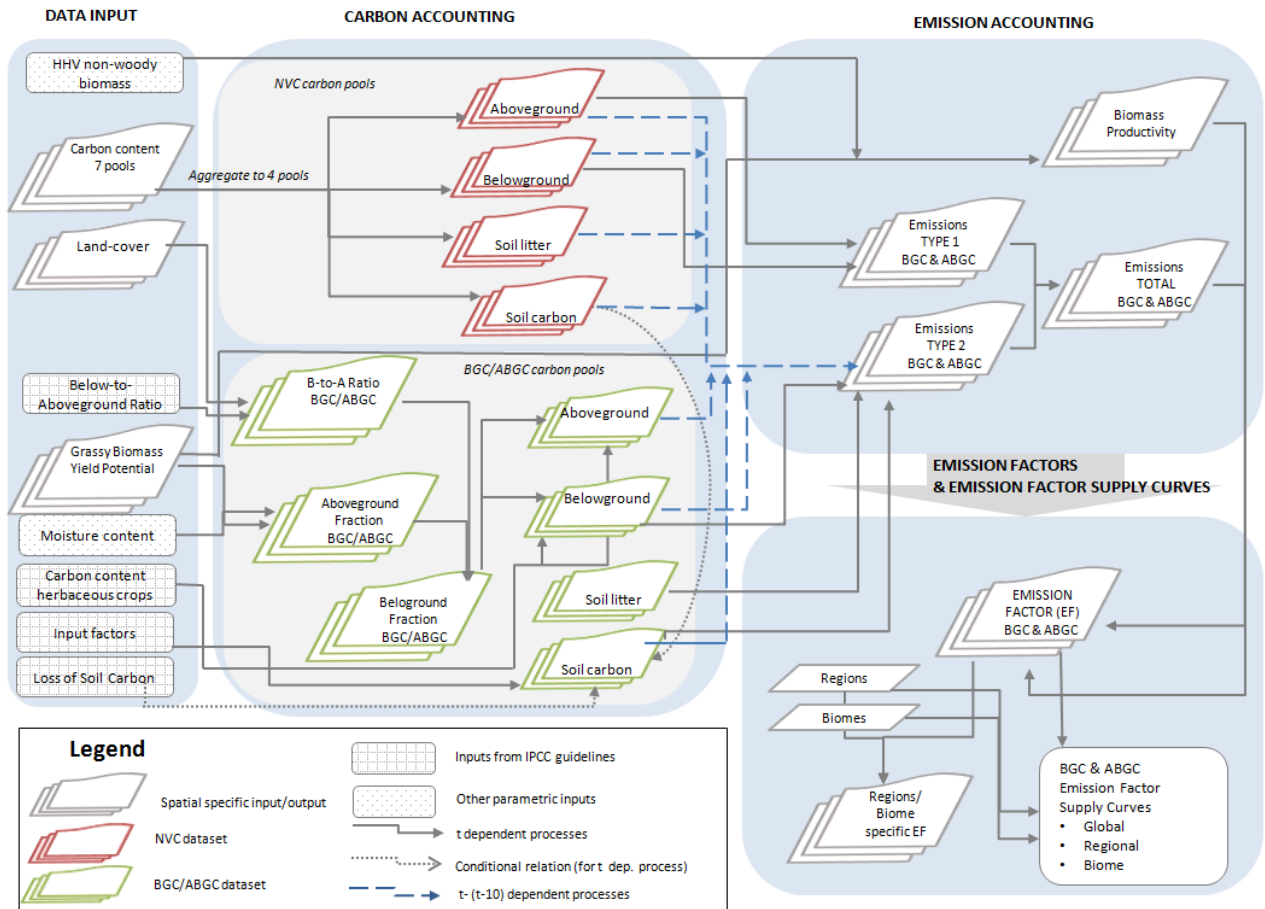 DATA INPUT
CARBON ACCOUNTING
EMISSION ACCOUNTING
HHV non-woody
biomass
Carbon content
7 pools
Land-cover
Below-to-
Aboveground Ratio
Grassy Biomass
Yield Potential
Moisture content
Carbon content
herbaceous crops
Input factors
Loss of Soil Carbon
NVC carbon pools
Aggregate to 4 pools
Aboveground
Belowground
Soil litter
Soil carbon
BGC/ABGC carbon pools
B-to-A Ratio
BGC/ABGC
Aboveground
Fraction
BGC/ABGC
Beloground
Fraction
BGC/ABGC
Aboveground
Belowground
Soil litter
Soil carbon
Biomass
Productivity
Emissions
TYPE 1
BGC & ABGC
Emissions
TYPE 2
BGC & ABGC
Emissions
TOTAL
BGC & ABGC
EMISSION FACTORS
& EMISSION FACTOR SUPPLY CURVES
EMISSION
FACTOR (EF)
BGC & ABGC
Regions
Biomes
Regions/
Biome
specific EF
BGC & ABGC
Emission Factor
Supply Curves
• Global
• Regional
• Biome
Legend
Spatial specific input/output
NVC dataset
BGC/ABGC dataset
Inputs from IPCC guidelines
Other parametric inputs
t dependent processes
Conditional relation (for t dep. process)
t- (t-10) dependent processes